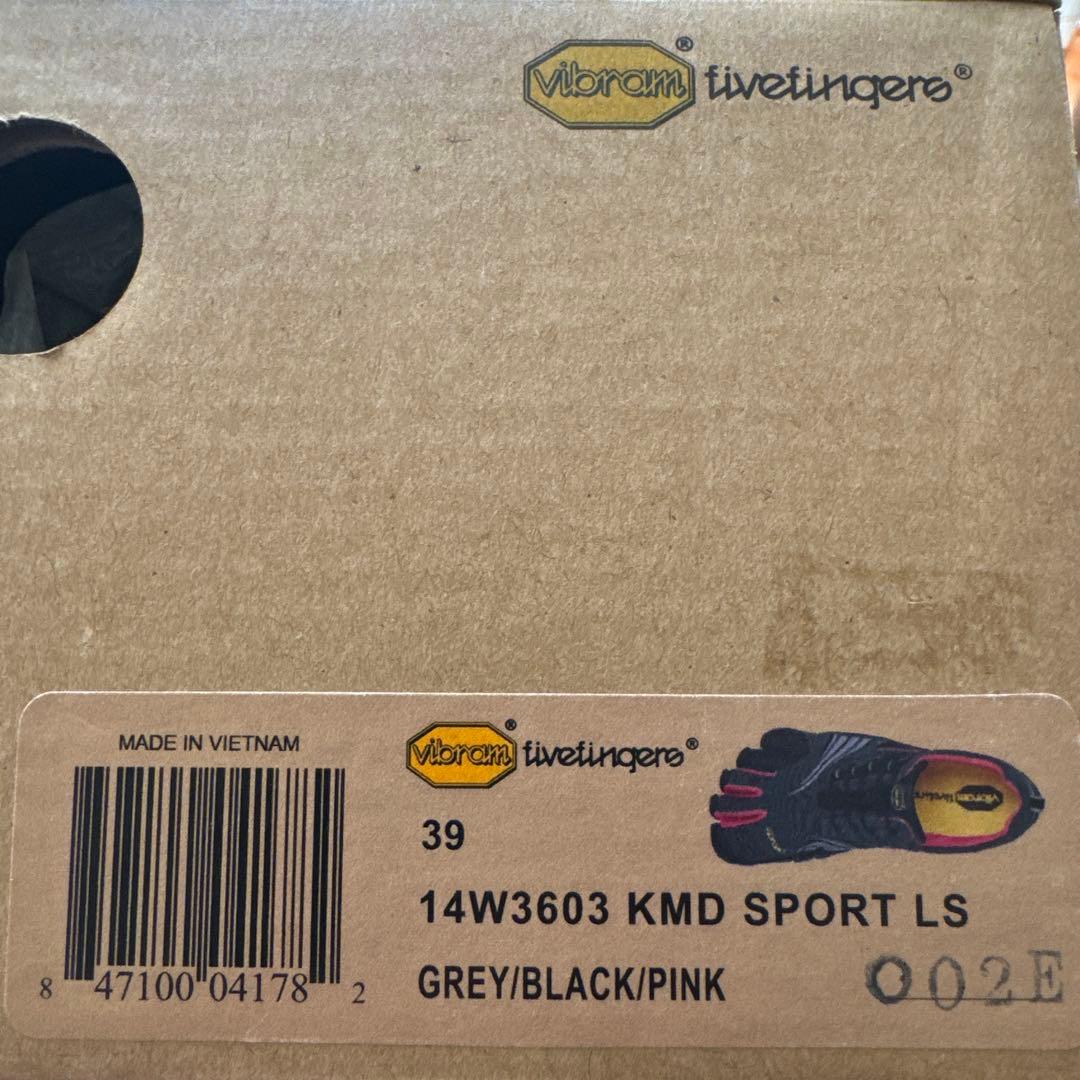 vibram® fivefingers®
MADE IN VIETNAM
vibram® fivefingers®
39
14W3603 KMD SPORT LS
GREY/BLACK/PINK
8 47100 04178 2
002E
vibram